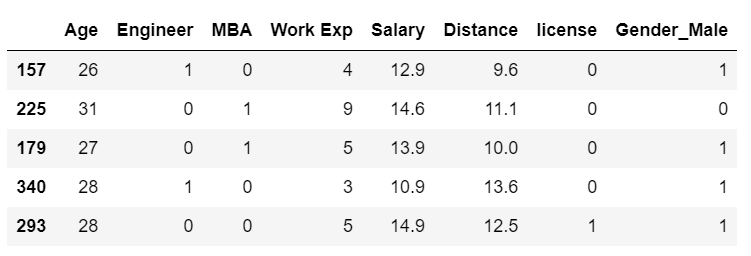 Age Engineer MBA Work Exp Salary Distance license Gender_Male
157 26 1 0 4 12.9 9.6 0 1
225 31 0 1 9 14.6 11.1 0 0
179 27 0 1 5 13.9 10.0 0 1
340 28 1 0 3 10.9 13.6 0 1
293 28 0 0 5 14.9 12.5 1 1